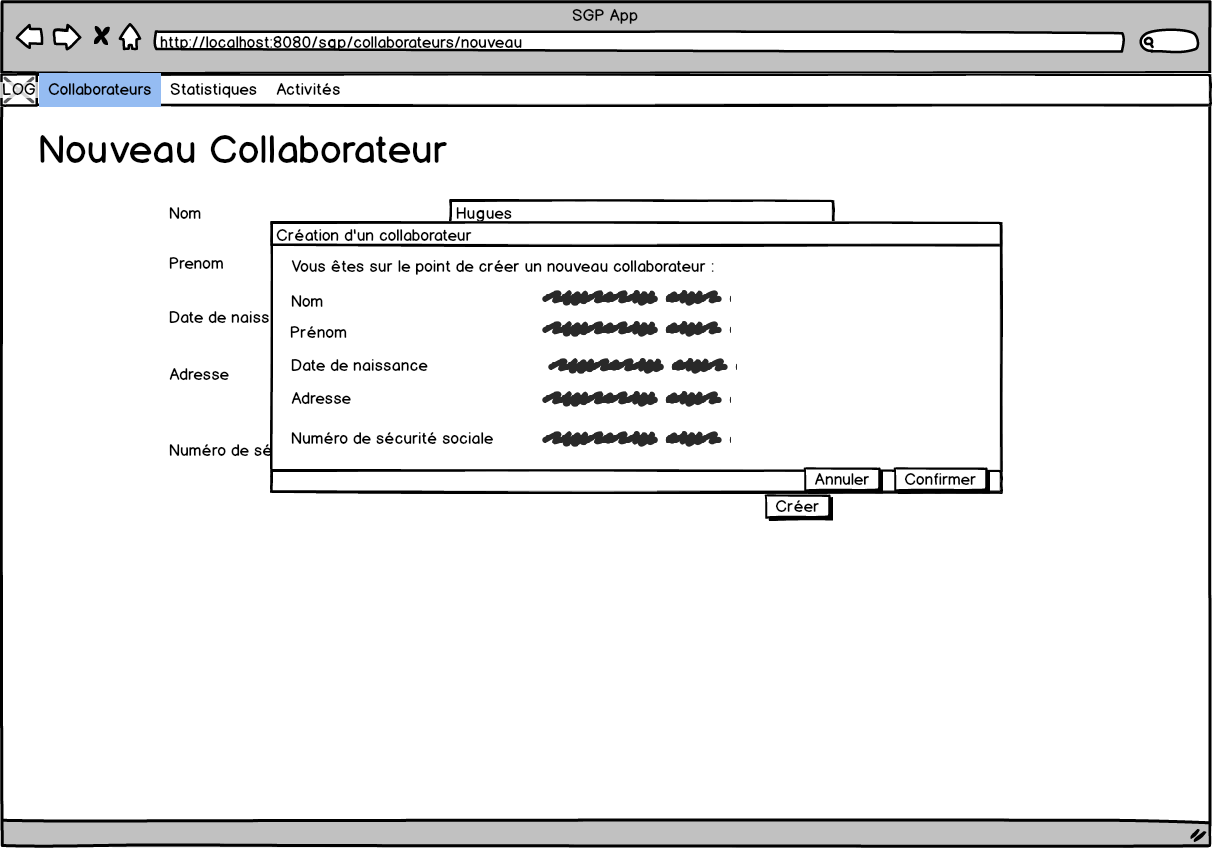 SGP App
http://localhost:8080/sgp/collaborateurs/nouveau
LOG Collaborateurs Statistiques Activités
Nouveau Collaborateur
Nom Hugues
Création d'un collaborateur
Vous êtes sur le point de créer un nouveau collaborateur :
Prenom
Nom
Date de naiss
Prénom
Date de naissance
Adresse
Adresse
Numéro de sécurité sociale
Numéro de sé
Annuler Confirmer
Créer